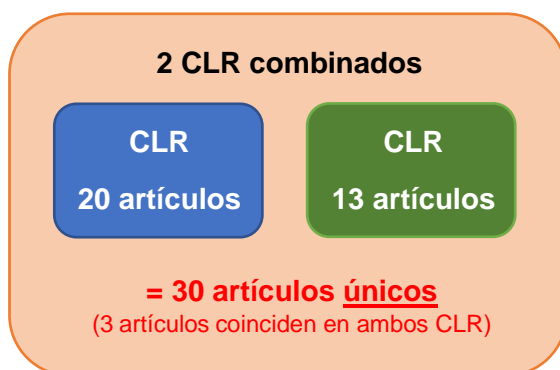 2 CLR combinados
CLR
20 artículos
CLR
13 artículos
= 30 artículos únicos
(3 artículos coinciden en ambos CLR)